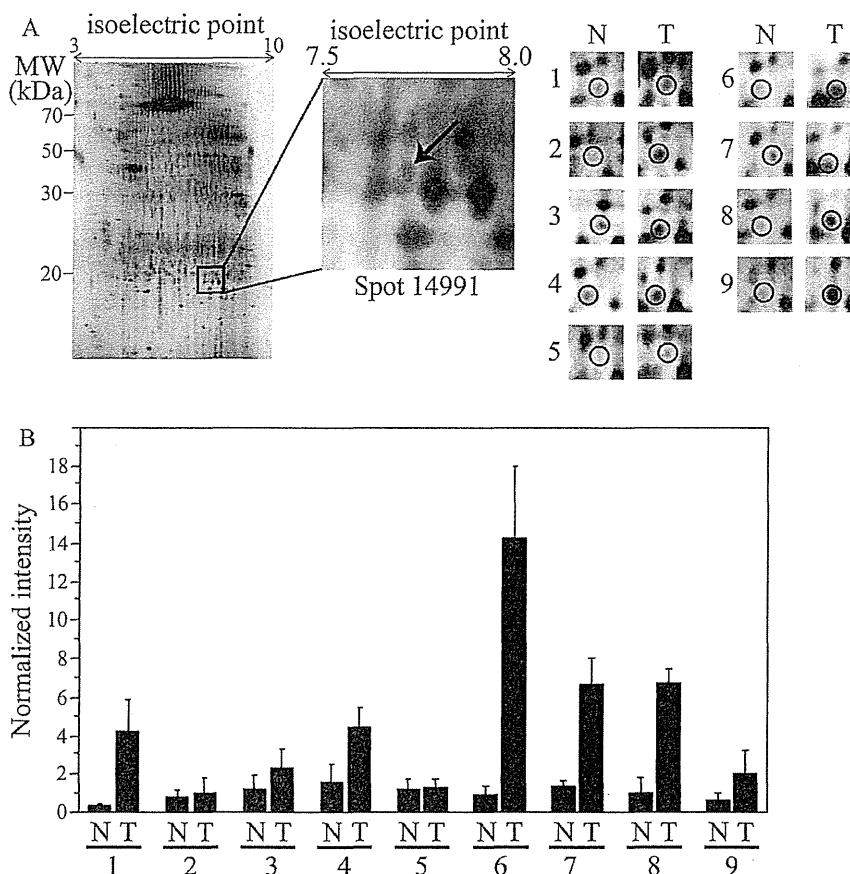 A
isoelectric point
3 10
MW
(kDa)
70
50
30
20
isoelectric point
7.5 8.0
Spot 14991
N T N T
1 6
2 7
3 8
4 9
5
B
Normalized intensity
18
16
14
12
10
8
6
4
2
0
N T N T N T N T N T N T N T N T N T
1 2 3 4 5 6 7 8 9